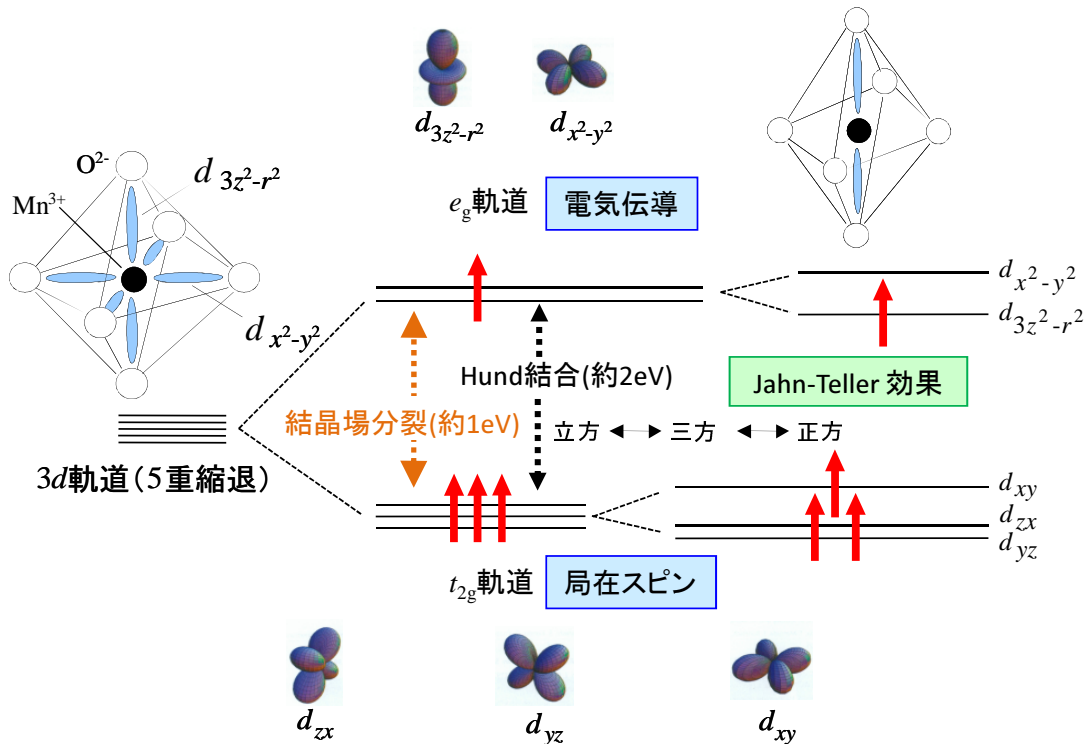 d3z²-r²
dx²-y²
O²⁻
d 3z²-r²
Mn³⁺
eg軌道
電気伝導
dx²-y²
d x²-y²
d3z²-r²
Hund結合(約2eV)
Jahn-Teller 効果
結晶場分裂(約1eV)
立方
三方
正方
3d軌道(5重縮退)
dxy
dzx
dyz
t2g軌道
局在スピン
dzx
dyz
dxy